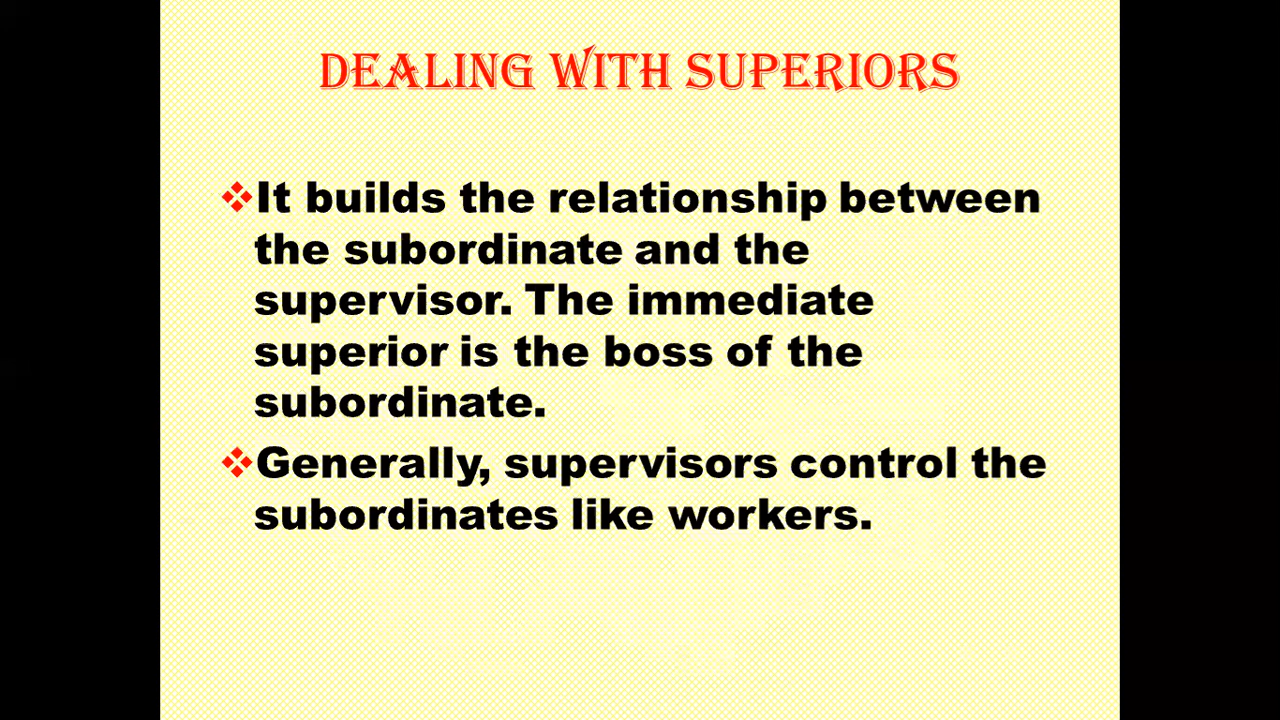 DEALING WITH SUPERIORS
It builds the relationship between
the subordinate and the
supervisor. The immediate
superior is the boss of the
subordinate.
Generally, supervisors control the
subordinates like workers.